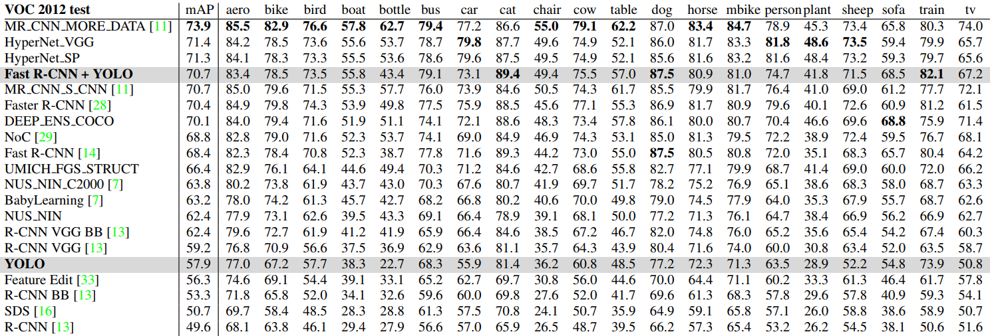 VOC 2012 test mAP aero bike bird boat bottle bus car cat chair cow table dog horse mbike person plant sheep sofa train tv
MR_CNN_MORE_DATA [11] 73.9 85.5 82.9 76.6 57.8 62.7 79.4 77.2 86.6 55.0 79.1 62.2 87.0 83.4 84.7 78.9 45.3 73.4 65.8 80.3 74.0
HyperNet_VGG 71.4 84.2 78.5 73.6 55.6 53.7 78.7 79.8 87.7 49.6 74.9 52.1 86.0 81.7 83.3 81.8 48.6 73.5 59.4 79.9 65.7
HyperNet_SP 71.3 84.1 78.3 73.3 55.5 53.6 78.6 79.6 87.5 49.5 74.9 52.1 85.6 81.6 83.2 81.6 48.4 73.2 59.3 79.7 65.6
Fast R-CNN + YOLO 70.7 83.4 78.5 73.5 55.8 43.4 79.1 73.1 89.4 49.4 75.5 57.0 87.5 80.9 81.0 74.7 41.8 71.5 68.5 82.1 67.2
MR_CNN_S_CNN [11] 70.7 85.0 79.6 71.5 55.3 57.7 76.0 73.9 84.6 50.5 74.3 61.7 85.5 79.9 81.7 76.4 41.0 69.0 61.2 77.7 72.1
Faster R-CNN [28] 70.4 84.9 79.8 74.3 53.9 49.8 77.5 75.9 88.5 45.6 77.1 55.3 86.9 81.7 80.9 79.6 40.1 72.6 60.9 81.2 61.5
DEEP_ENS_COCO 70.1 84.0 79.4 71.6 51.9 51.1 74.1 72.1 88.6 48.3 73.4 57.8 86.1 80.0 80.7 70.4 46.6 69.6 68.8 75.9 71.4
NoC [29] 68.8 82.8 79.0 71.6 52.3 53.7 74.1 69.0 84.9 46.9 74.3 53.1 85.0 81.3 79.5 72.2 38.9 72.4 59.5 76.7 68.1
Fast R-CNN [14] 68.4 82.3 78.4 70.8 52.3 38.7 77.8 71.6 89.3 44.2 73.0 55.0 87.5 80.5 80.8 72.0 35.1 68.3 65.7 80.4 64.2
UMICH_FGS_STRUCT 66.4 82.9 76.1 64.1 44.6 49.4 70.3 71.2 84.6 42.7 68.6 55.8 82.7 77.1 79.9 68.7 41.4 69.0 60.0 72.0 66.2
NUS_NIN_C2000 [7] 63.8 80.2 73.8 61.9 43.7 43.0 70.3 67.6 80.7 41.9 69.7 51.7 78.2 75.2 76.9 65.1 38.6 68.3 58.0 68.7 63.3
BabyLearning [7] 63.2 78.0 74.2 61.3 45.7 42.7 68.2 66.8 80.2 40.6 70.0 49.8 79.0 74.5 77.9 64.0 35.3 67.9 55.7 68.7 62.6
NUS_NIN 62.4 77.9 73.1 62.6 39.5 43.3 69.1 66.4 78.9 39.1 68.1 50.0 77.2 71.3 76.1 64.7 38.4 66.9 56.2 66.9 62.7
R-CNN VGG BB [13] 62.4 79.6 72.7 61.9 41.2 41.9 65.9 66.4 84.6 38.5 67.2 46.7 82.0 74.8 76.0 65.2 35.6 65.4 54.2 67.4 60.3
R-CNN VGG [13] 59.2 76.8 70.9 56.6 37.5 36.9 62.9 63.6 81.1 35.7 64.3 43.9 80.4 71.6 74.0 60.0 30.8 63.4 52.0 63.5 58.7
YOLO 57.9 77.0 67.2 57.7 38.3 22.7 68.3 55.9 81.4 36.2 60.8 48.5 77.2 72.3 71.3 63.5 28.9 52.2 54.8 73.9 50.8
Feature Edit [33] 56.3 74.6 69.1 54.4 39.1 33.1 65.2 62.7 69.7 30.8 56.0 44.6 70.0 64.4 71.1 60.2 33.3 61.3 46.4 61.7 57.8
R-CNN BB [13] 53.3 71.8 65.8 52.0 34.1 32.6 59.6 60.0 69.8 27.6 52.0 41.7 69.6 61.3 68.3 57.8 29.6 57.8 40.9 59.3 54.1
SDS [16] 50.7 69.7 58.4 48.5 28.3 28.8 61.3 57.5 70.8 24.1 50.7 35.9 64.9 59.1 65.8 57.1 26.0 58.8 38.6 58.9 50.7
R-CNN [13] 49.6 68.1 63.8 46.1 29.4 27.9 56.6 57.0 65.9 26.5 48.7 39.5 66.2 57.3 65.4 53.2 26.2 54.5 38.1 50.6 51.6